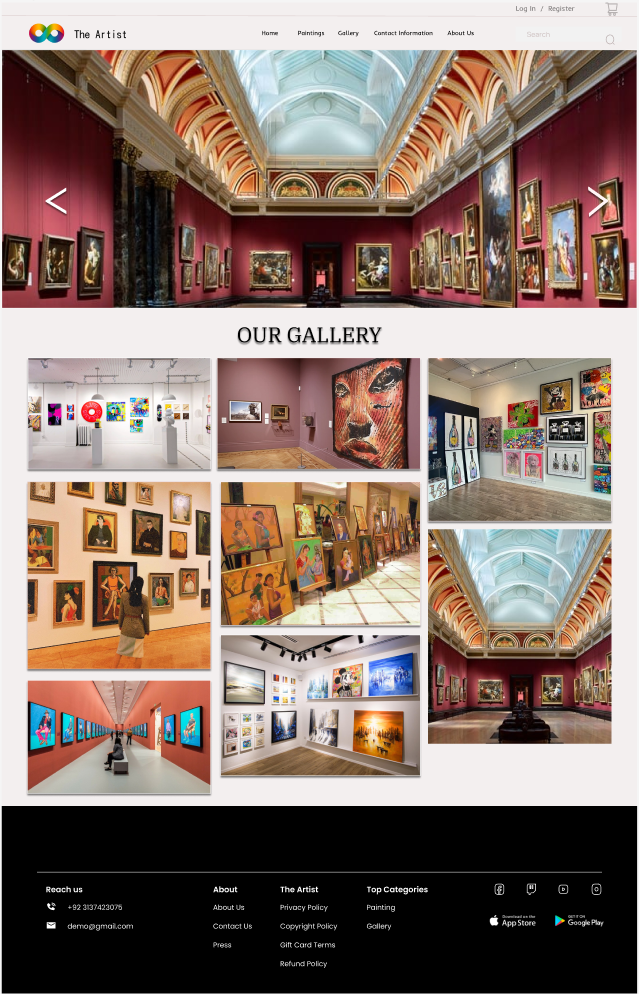 Log In / Register
The Artist
Home Paintings Gallery Contact Information About Us Search
OUR GALLERY
Reach us
+92 3137423075
demo@gmail.com
About
About Us
Contact Us
Press
The Artist
Privacy Policy
Copyright Policy
Gift Card Terms
Refund Policy
Top Categories
Painting
Gallery
Download on the
App Store
GET IT ON
Google Play